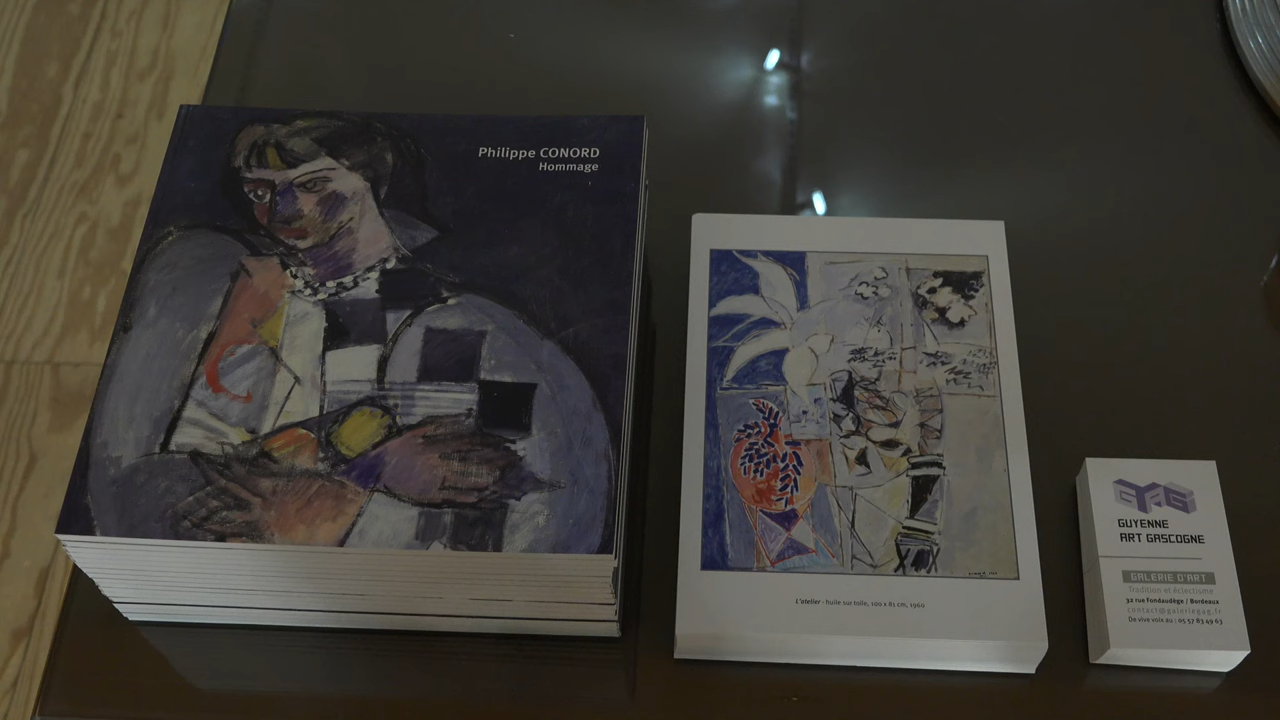 Philippe CONORD
Hommage
L'atelier - huile sur toile, 100 x 81 cm, 1960
GAG
GUYENNE
ART GASCOGNE
GALERIE D'ART
Tradition et éclectisme
32 rue Fondaudège / Bordeaux
contact@galeriegag.fr
De vive voix au : 05 57 83 49 63